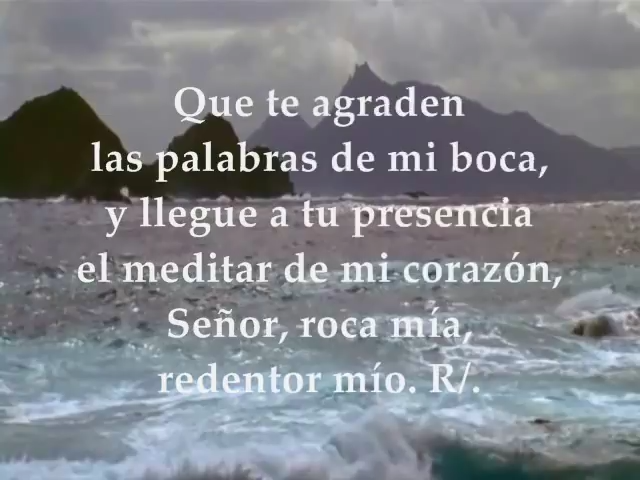 Que te agraden
las palabras de mi boca,
y llegue a tu presencia
el meditar de mi corazón,
Señor, roca mía,
redentor mío. R/.